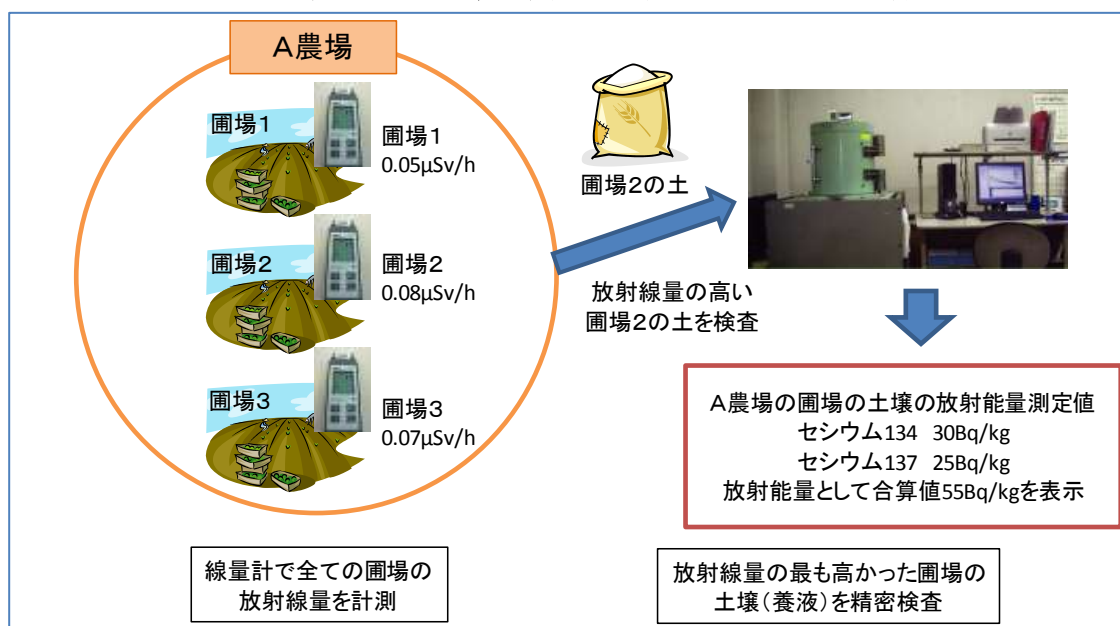 A農場
圃場1
圃場1
0.05μSv/h
圃場2
圃場2
0.08μSv/h
圃場3
圃場3
0.07μSv/h
線量計で全ての圃場の
放射線量を計測
圃場2の土
放射線量の高い
圃場2の土を検査
A農場の圃場の土壌の放射能量測定値
セシウム134 30Bq/kg
セシウム137 25Bq/kg
放射能量として合算値55Bq/kgを表示
放射線量の最も高かった圃場の
土壌(養液)を精密検査